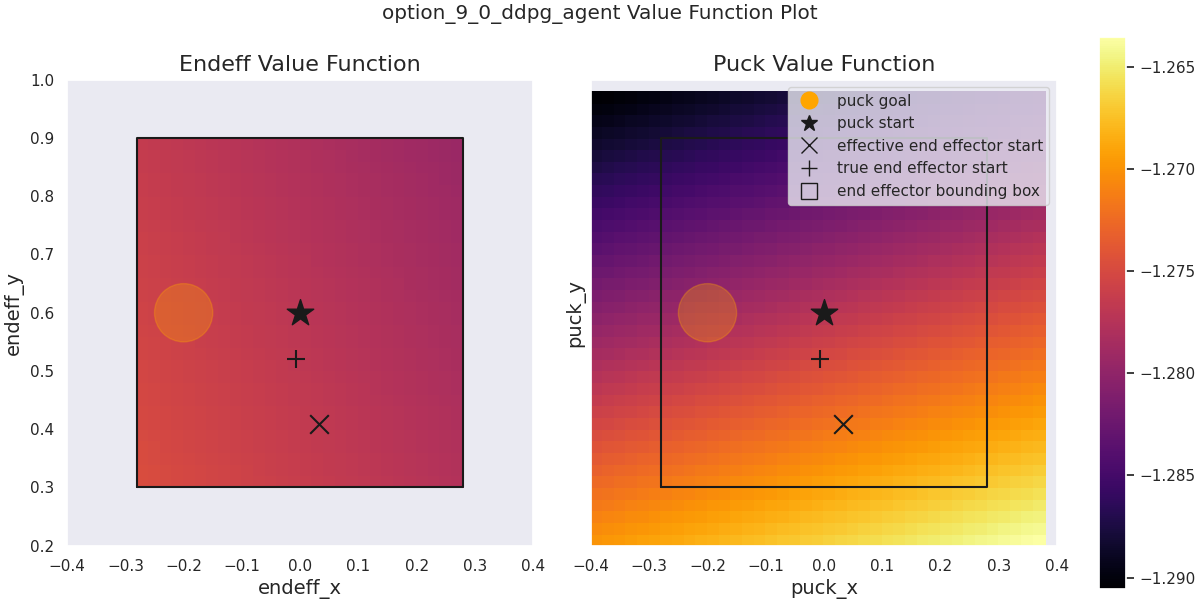 option_9_0_ddpg_agent Value Function Plot
Endeff Value Function
endeff_y
1.0
0.9
0.8
0.7
0.6
0.5
0.4
0.3
0.2
−0.4 −0.3 −0.2 −0.1 0.0 0.1 0.2 0.3 0.4
endeff_x
Puck Value Function
puck goal
puck start
effective end effector start
true end effector start
end effector bounding box
puck_y
−0.4 −0.3 −0.2 −0.1 0.0 0.1 0.2 0.3 0.4
puck_x
−1.265
−1.270
−1.275
−1.280
−1.285
−1.290